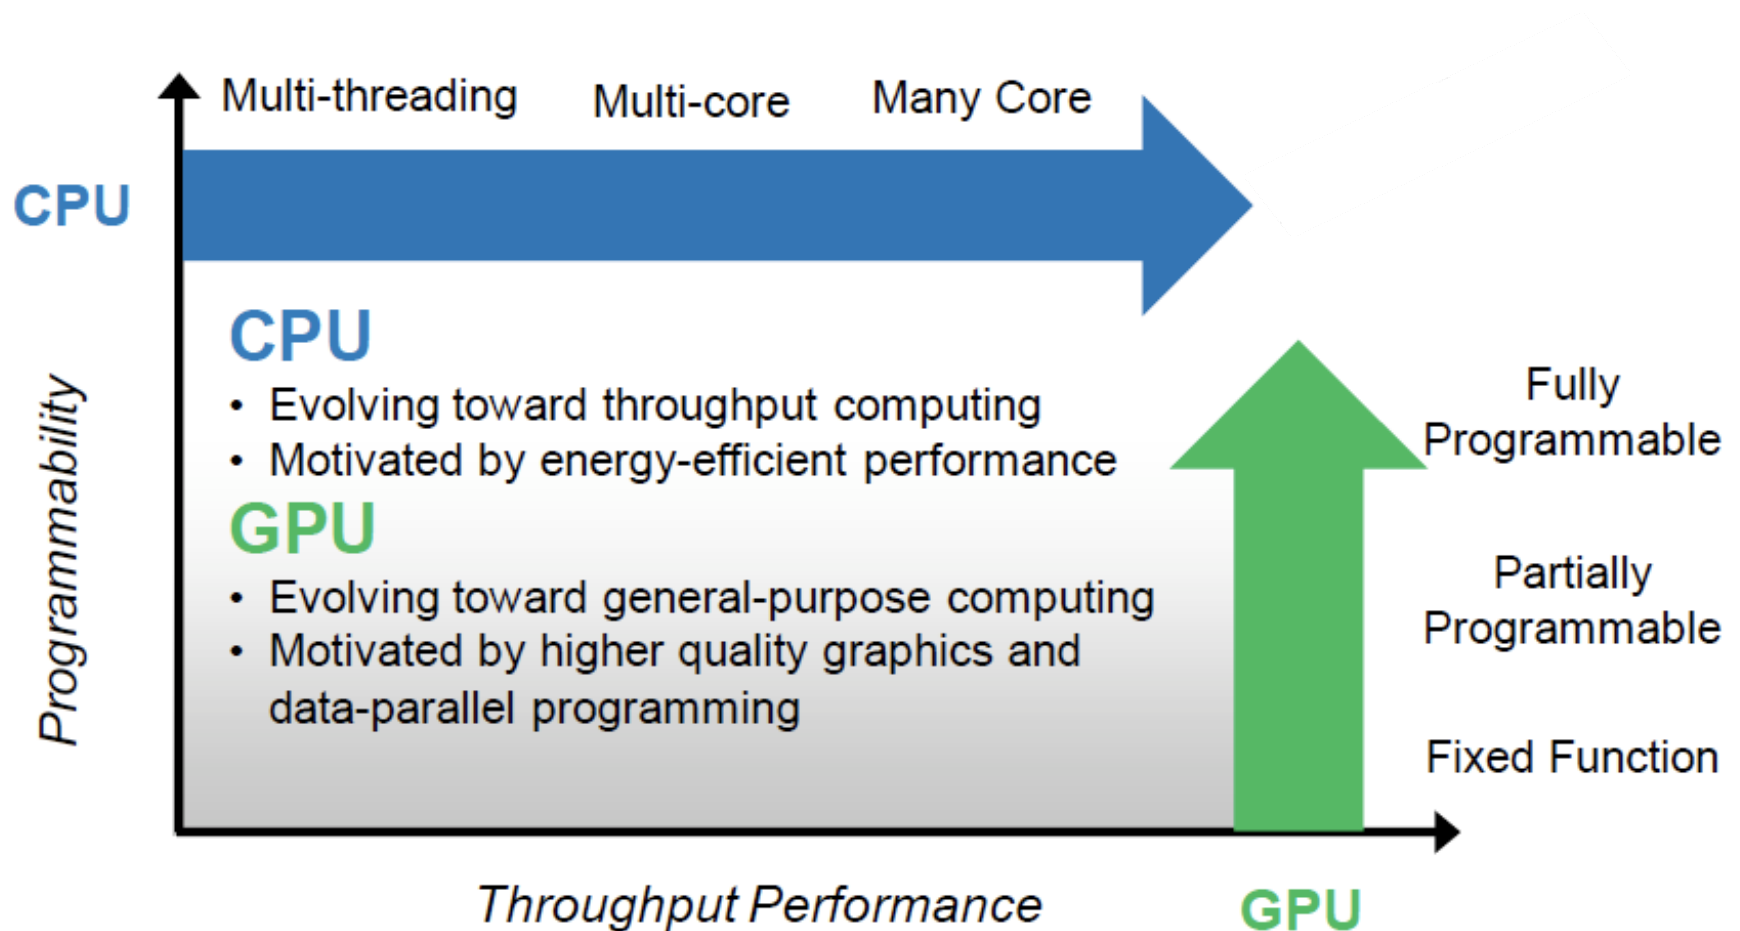 Multi-threading
Multi-core
Many Core
CPU
CPU
• Evolving toward throughput computing
• Motivated by energy-efficient performance
GPU
• Evolving toward general-purpose computing
• Motivated by higher quality graphics and
data-parallel programming
Programmability
Fully
Programmable
Partially
Programmable
Fixed Function
Throughput Performance
GPU